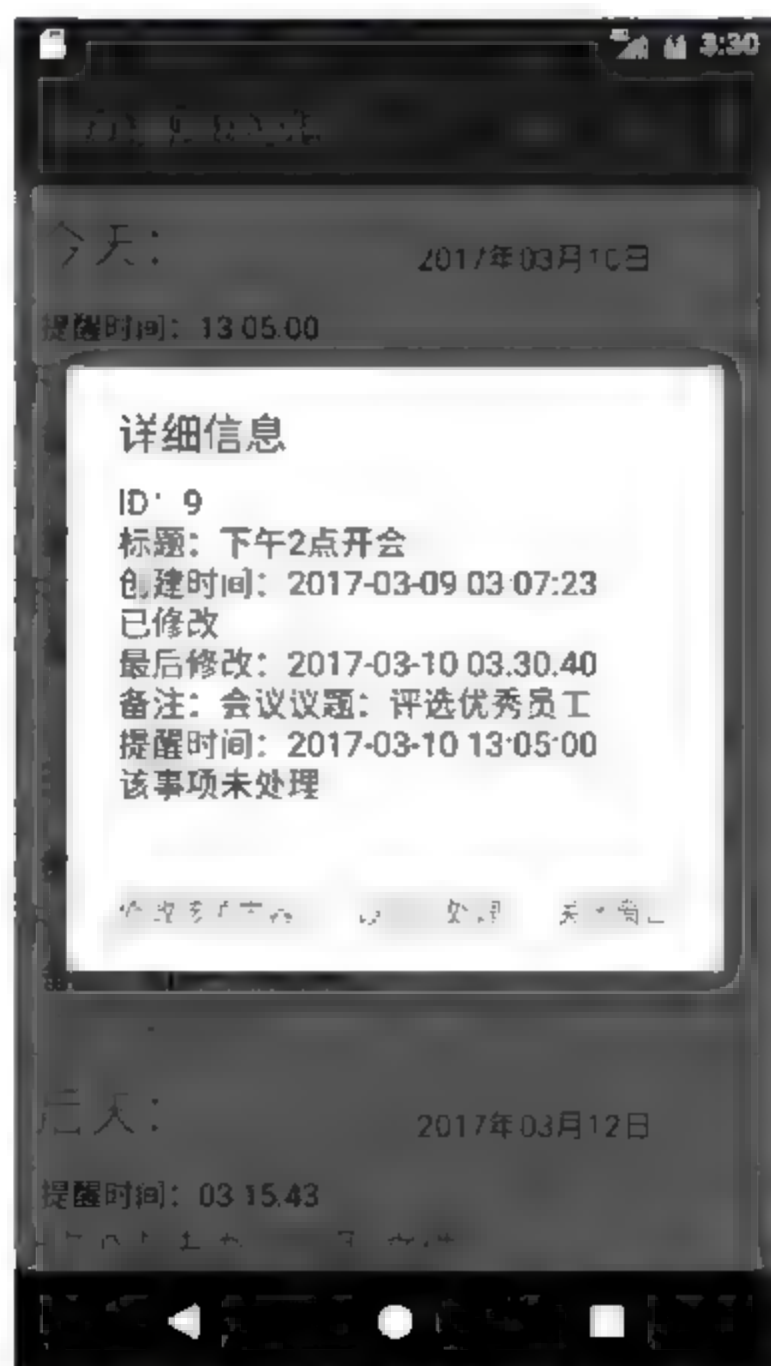 3:30
今天：
2017年03月10日
提醒时间：13:05:00
详细信息
ID：9
标题：下午2点开会
创建时间：2017-03-09 03:07:23
已修改
最后修改：2017-03-10 03:30:40
备注：会议议题：评选优秀员工
提醒时间：2017-03-10 13:05:00
该事项未处理
处理
后天：
2017年03月12日
提醒时间：03:15:43